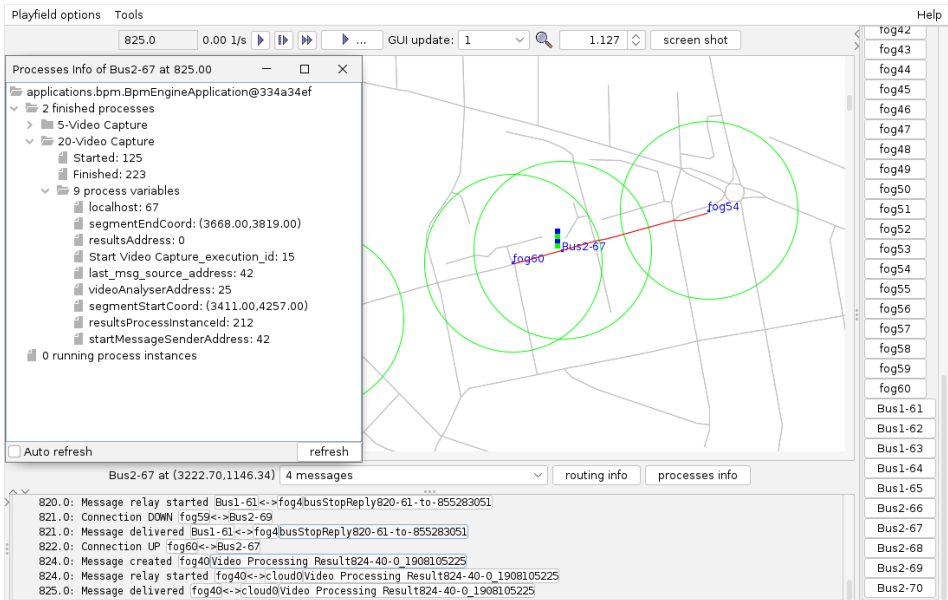 Playfield options Tools Help
825.0 0.00 1/s ... GUI update: 1 1.127 screen shot
Processes Info of Bus2-67 at 825.00
applications.bpm.BpmEngineApplication@334a34ef
2 finished processes
5-Video Capture
20-Video Capture
Started: 125
Finished: 223
9 process variables
localhost: 67
segmentEndCoord: (3668.00,3819.00)
resultsAddress: 0
Start Video Capture_execution_id: 15
last_msg_source_address: 42
videoAnalyserAddress: 25
segmentStartCoord: (3411.00,4257.00)
resultsProcessInstanceId: 212
startMessageSenderAddress: 42
0 running process instances
Auto refresh refresh
fog54
Bus2-67
fog60
fog42
fog43
fog44
fog45
fog46
fog47
fog48
fog49
fog50
fog51
fog52
fog53
fog54
fog55
fog56
fog57
fog58
fog59
fog60
Bus1-61
Bus1-62
Bus1-63
Bus1-64
Bus1-65
Bus2-66
Bus2-67
Bus2-68
Bus2-69
Bus2-70
Bus2-67 at (3222.70,1146.34) 4 messages routing info processes info
820.0: Message relay started Bus1-61<->fog4 busStopReply820-61-to-855283051
821.0: Connection DOWN fog59<->Bus2-69
821.0: Message delivered Bus1-61<->fog4 busStopReply820-61-to-855283051
822.0: Connection UP fog60<->Bus2-67
824.0: Message created fog40 Video Processing Result824-40-0_1908105225
824.0: Message relay started fog40<->cloud0 Video Processing Result824-40-0_1908105225
825.0: Message delivered fog40<->cloud0 Video Processing Result824-40-0_1908105225